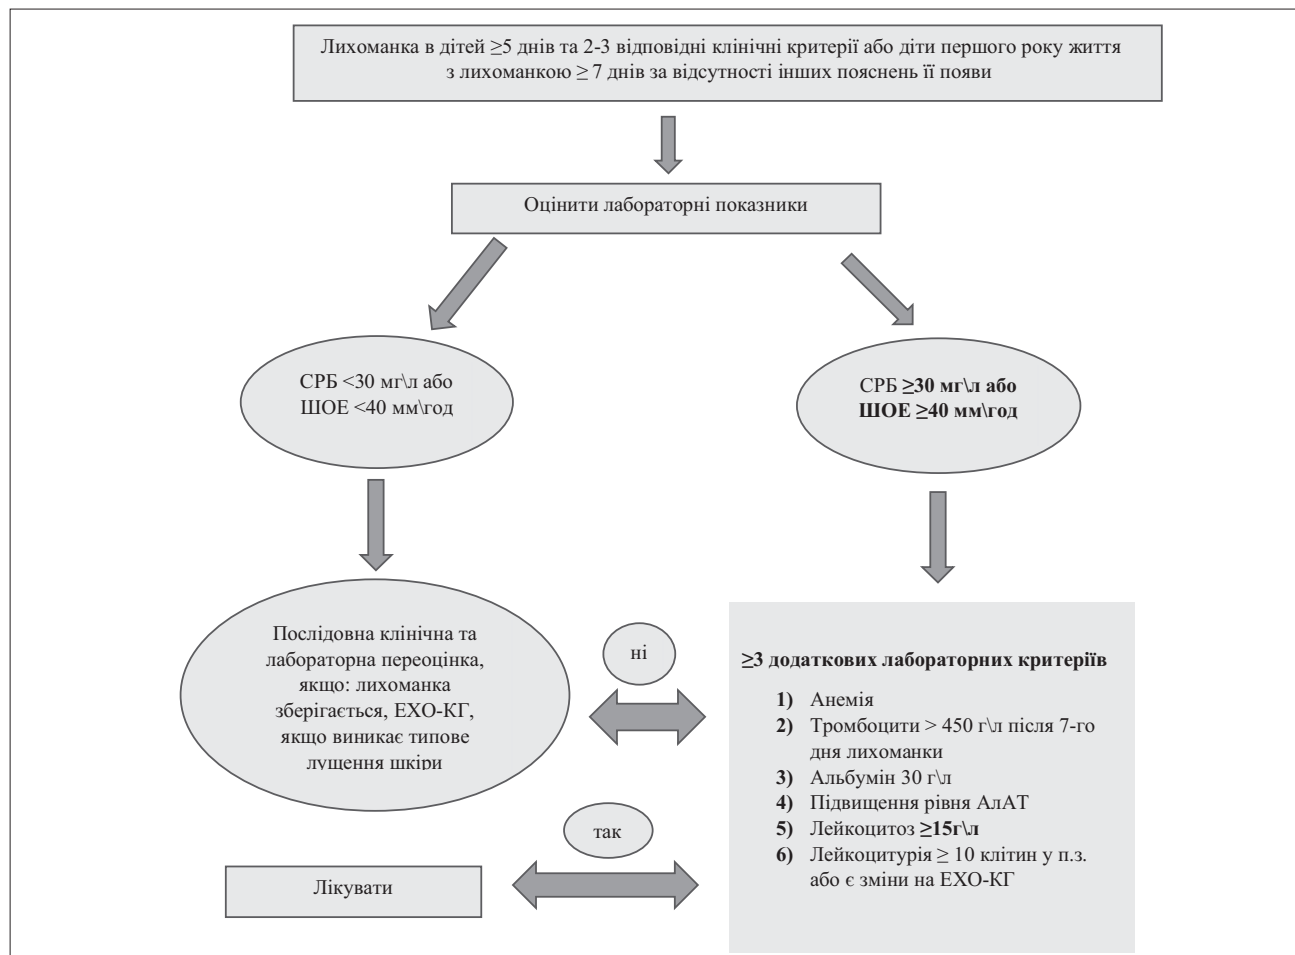 Лихоманка в дітей ≥5 днів та 2-3 відповідні клінічні критерії або діти першого року життя
з лихоманкою ≥ 7 днів за відсутності інших пояснень її появи
Оцінити лабораторні показники
СРБ <30 мг\л або
ШОЕ <40 мм\год
СРБ ≥30 мг\л або
ШОЕ ≥40 мм\год
Послідовна клінічна та
лабораторна переоцінка,
якщо: лихоманка
зберігається, ЕХО-КГ,
якщо виникає типове
лущення шкіри
ні
≥3 додаткових лабораторних критеріїв
1) Анемія
2) Тромбоцити > 450 г\л після 7-го
дня лихоманки
3) Альбумін 30 г\л
4) Підвищення рівня АлАТ
5) Лейкоцитоз ≥15г\л
6) Лейкоцитурія ≥ 10 клітин у п.з.
або є зміни на ЕХО-КГ
так
Лікувати